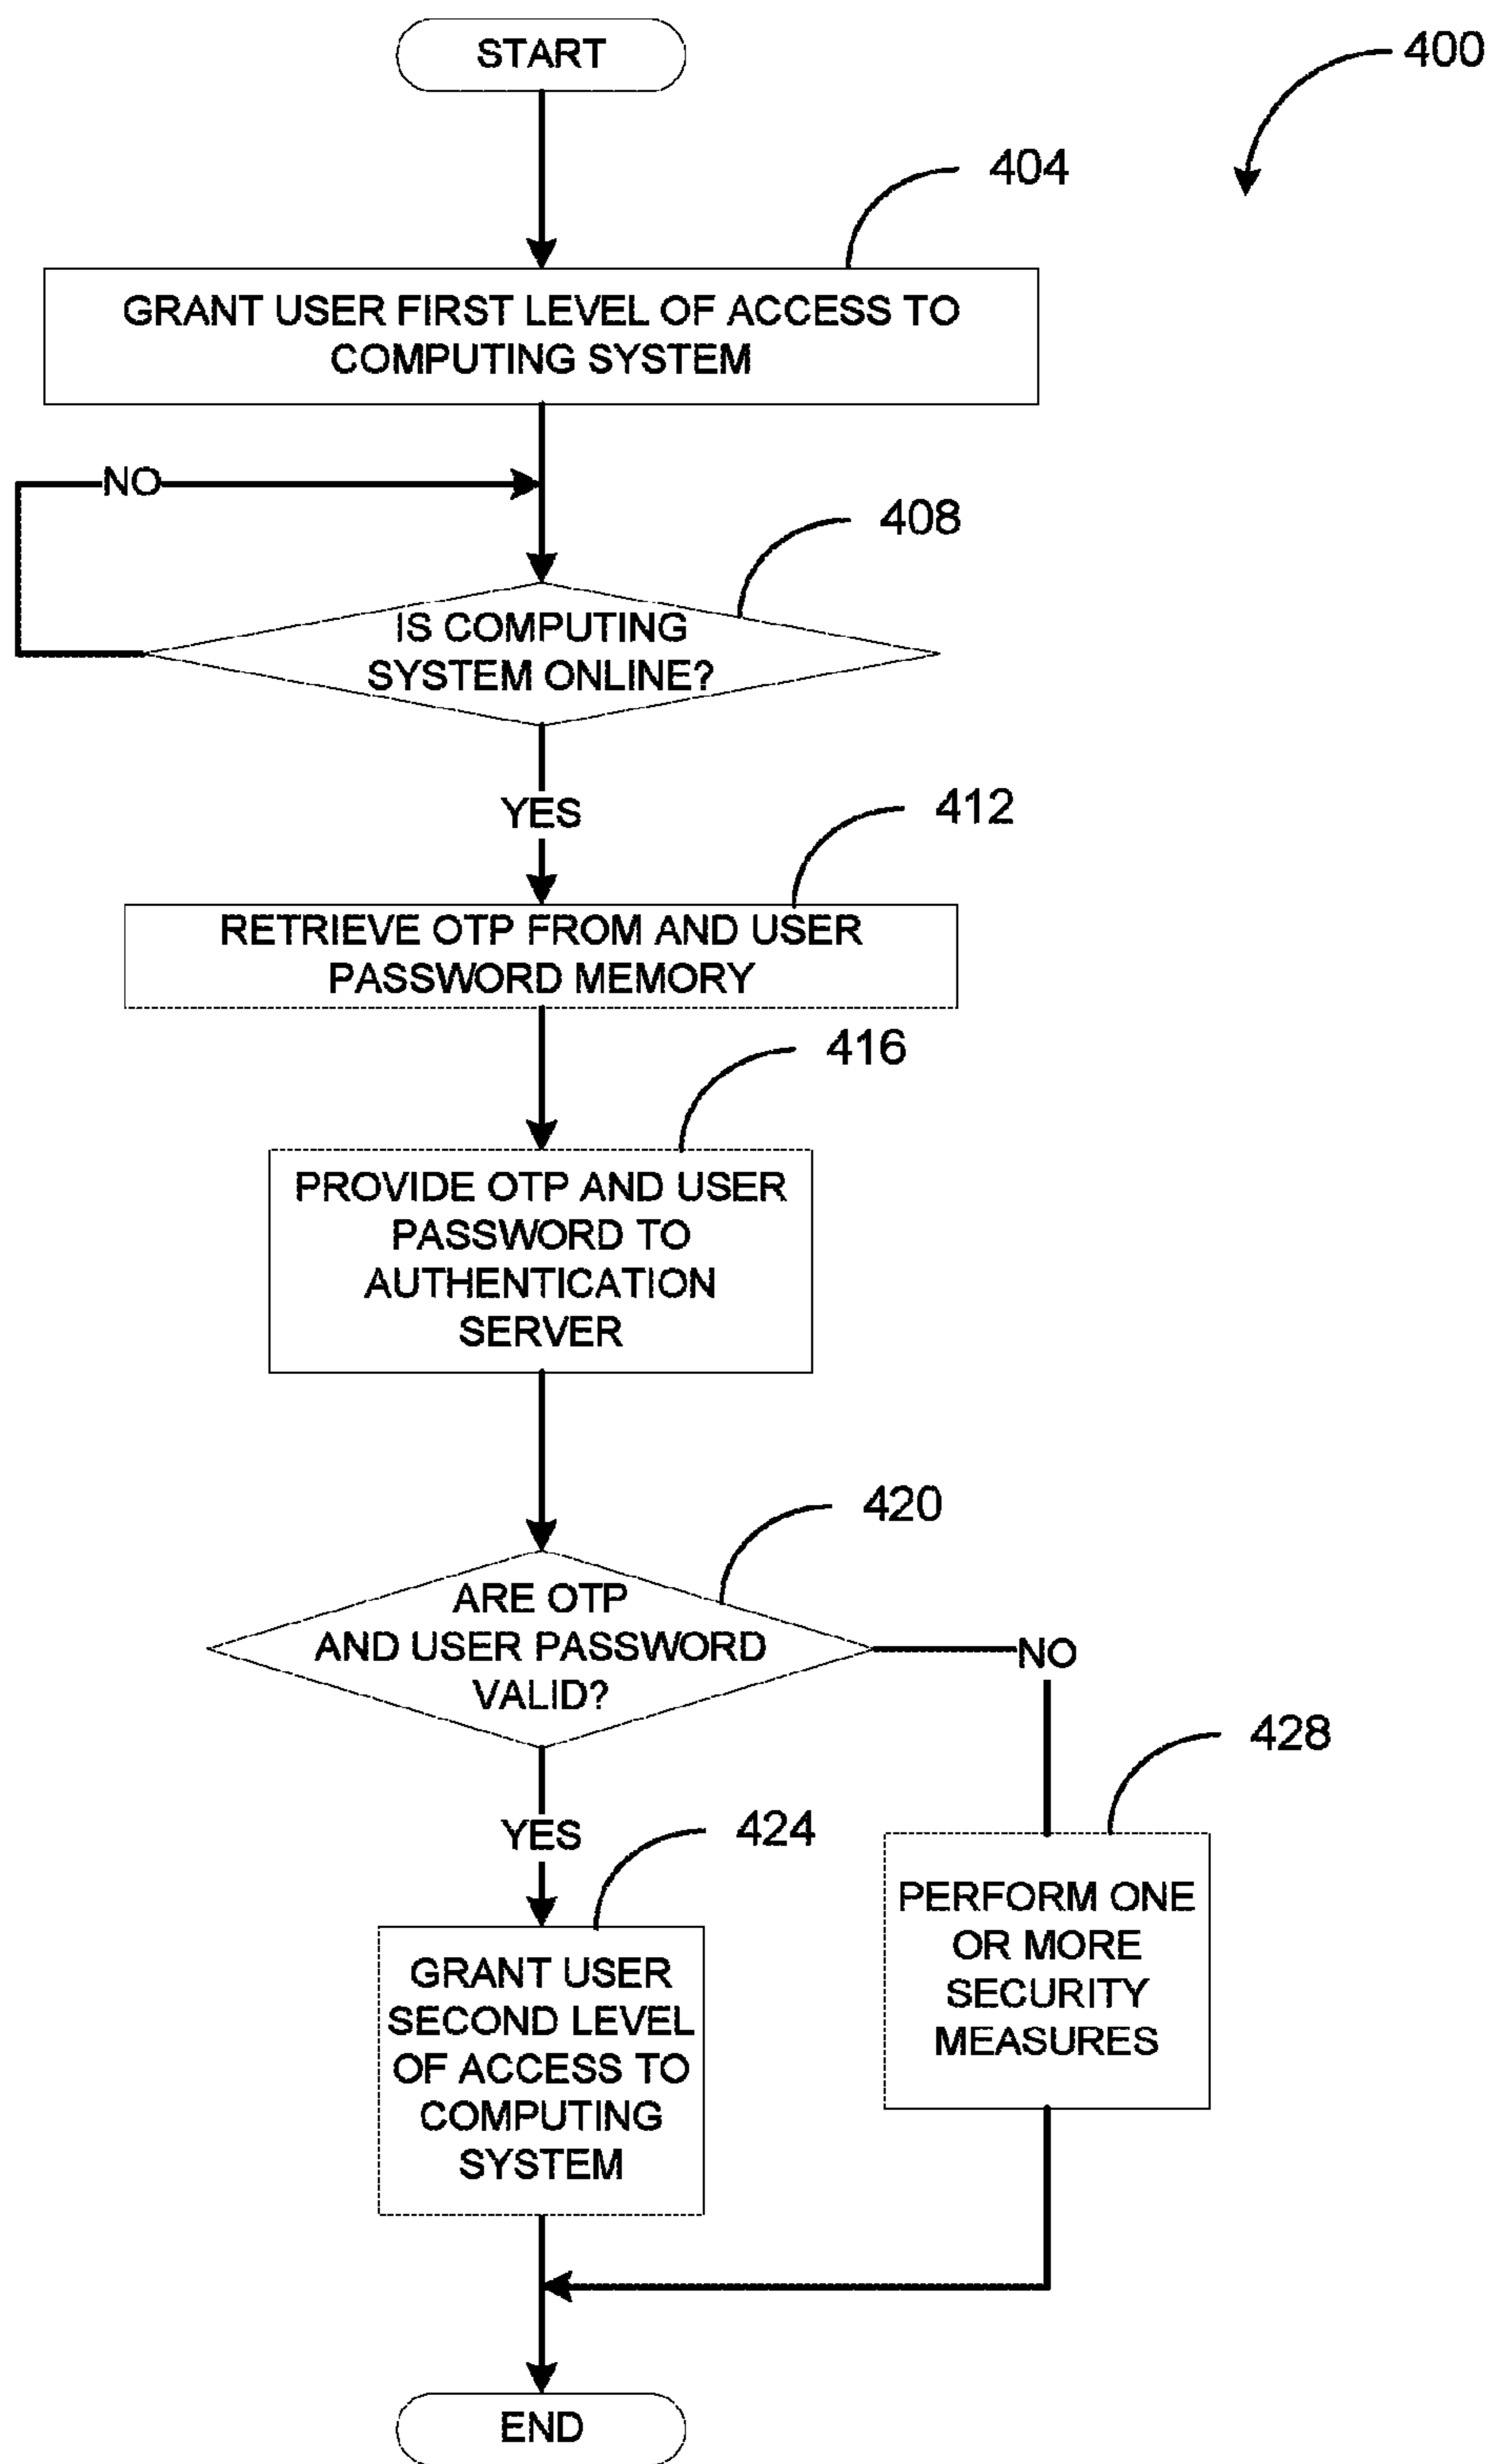 START
400
404
GRANT USER FIRST LEVEL OF ACCESS TO
COMPUTING SYSTEM
NO
408
IS COMPUTING
SYSTEM ONLINE?
YES
412
RETRIEVE OTP FROM AND USER
PASSWORD MEMORY
416
PROVIDE OTP AND USER
PASSWORD TO
AUTHENTICATION
SERVER
420
ARE OTP
AND USER PASSWORD
VALID?
NO
428
YES
424
PERFORM ONE
OR MORE
SECURITY
MEASURES
GRANT USER
SECOND LEVEL
OF ACCESS TO
COMPUTING
SYSTEM
END